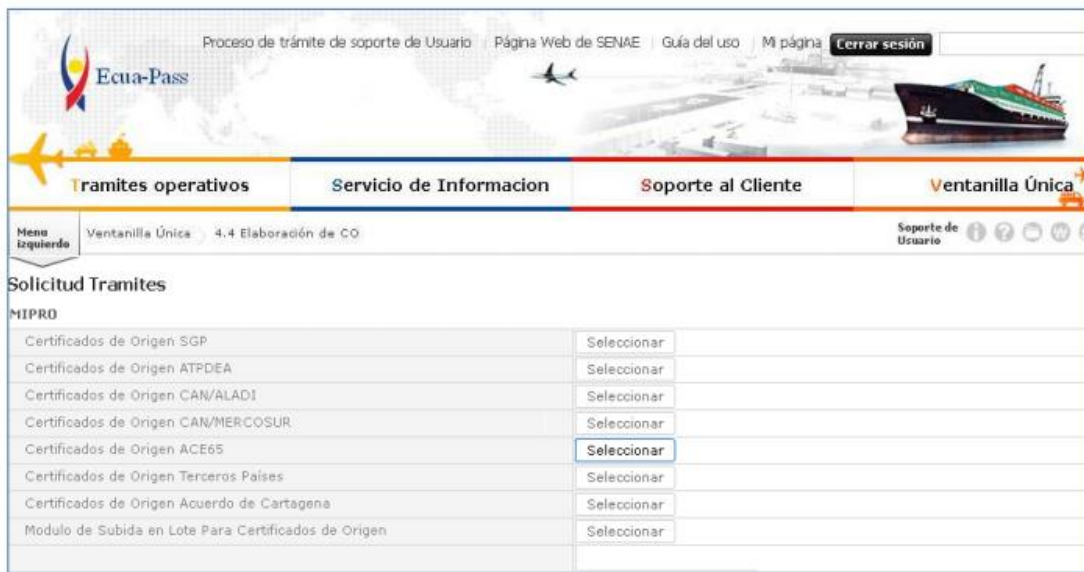 Proceso de trámite de soporte de Usuario Página Web de SENAE Guía del uso Mi página Cerrar sesión
Ecua-Pass
Tramites operativos Servicio de Informacion Soporte al Cliente Ventanilla Única
Menu izquierdo Ventanilla Única 4.4 Elaboración de CO Soporte de Usuario
Solicitud Tramites
MIPRO
Certificados de Origen SGP Seleccionar
Certificados de Origen ATPDEA Seleccionar
Certificados de Origen CAN/ALADI Seleccionar
Certificados de Origen CAN/MERCOSUR Seleccionar
Certificados de Origen ACE65 Seleccionar
Certificados de Origen Terceros Países Seleccionar
Certificados de Origen Acuerdo de Cartagena Seleccionar
Modulo de Subida en Lote Para Certificados de Origen Seleccionar